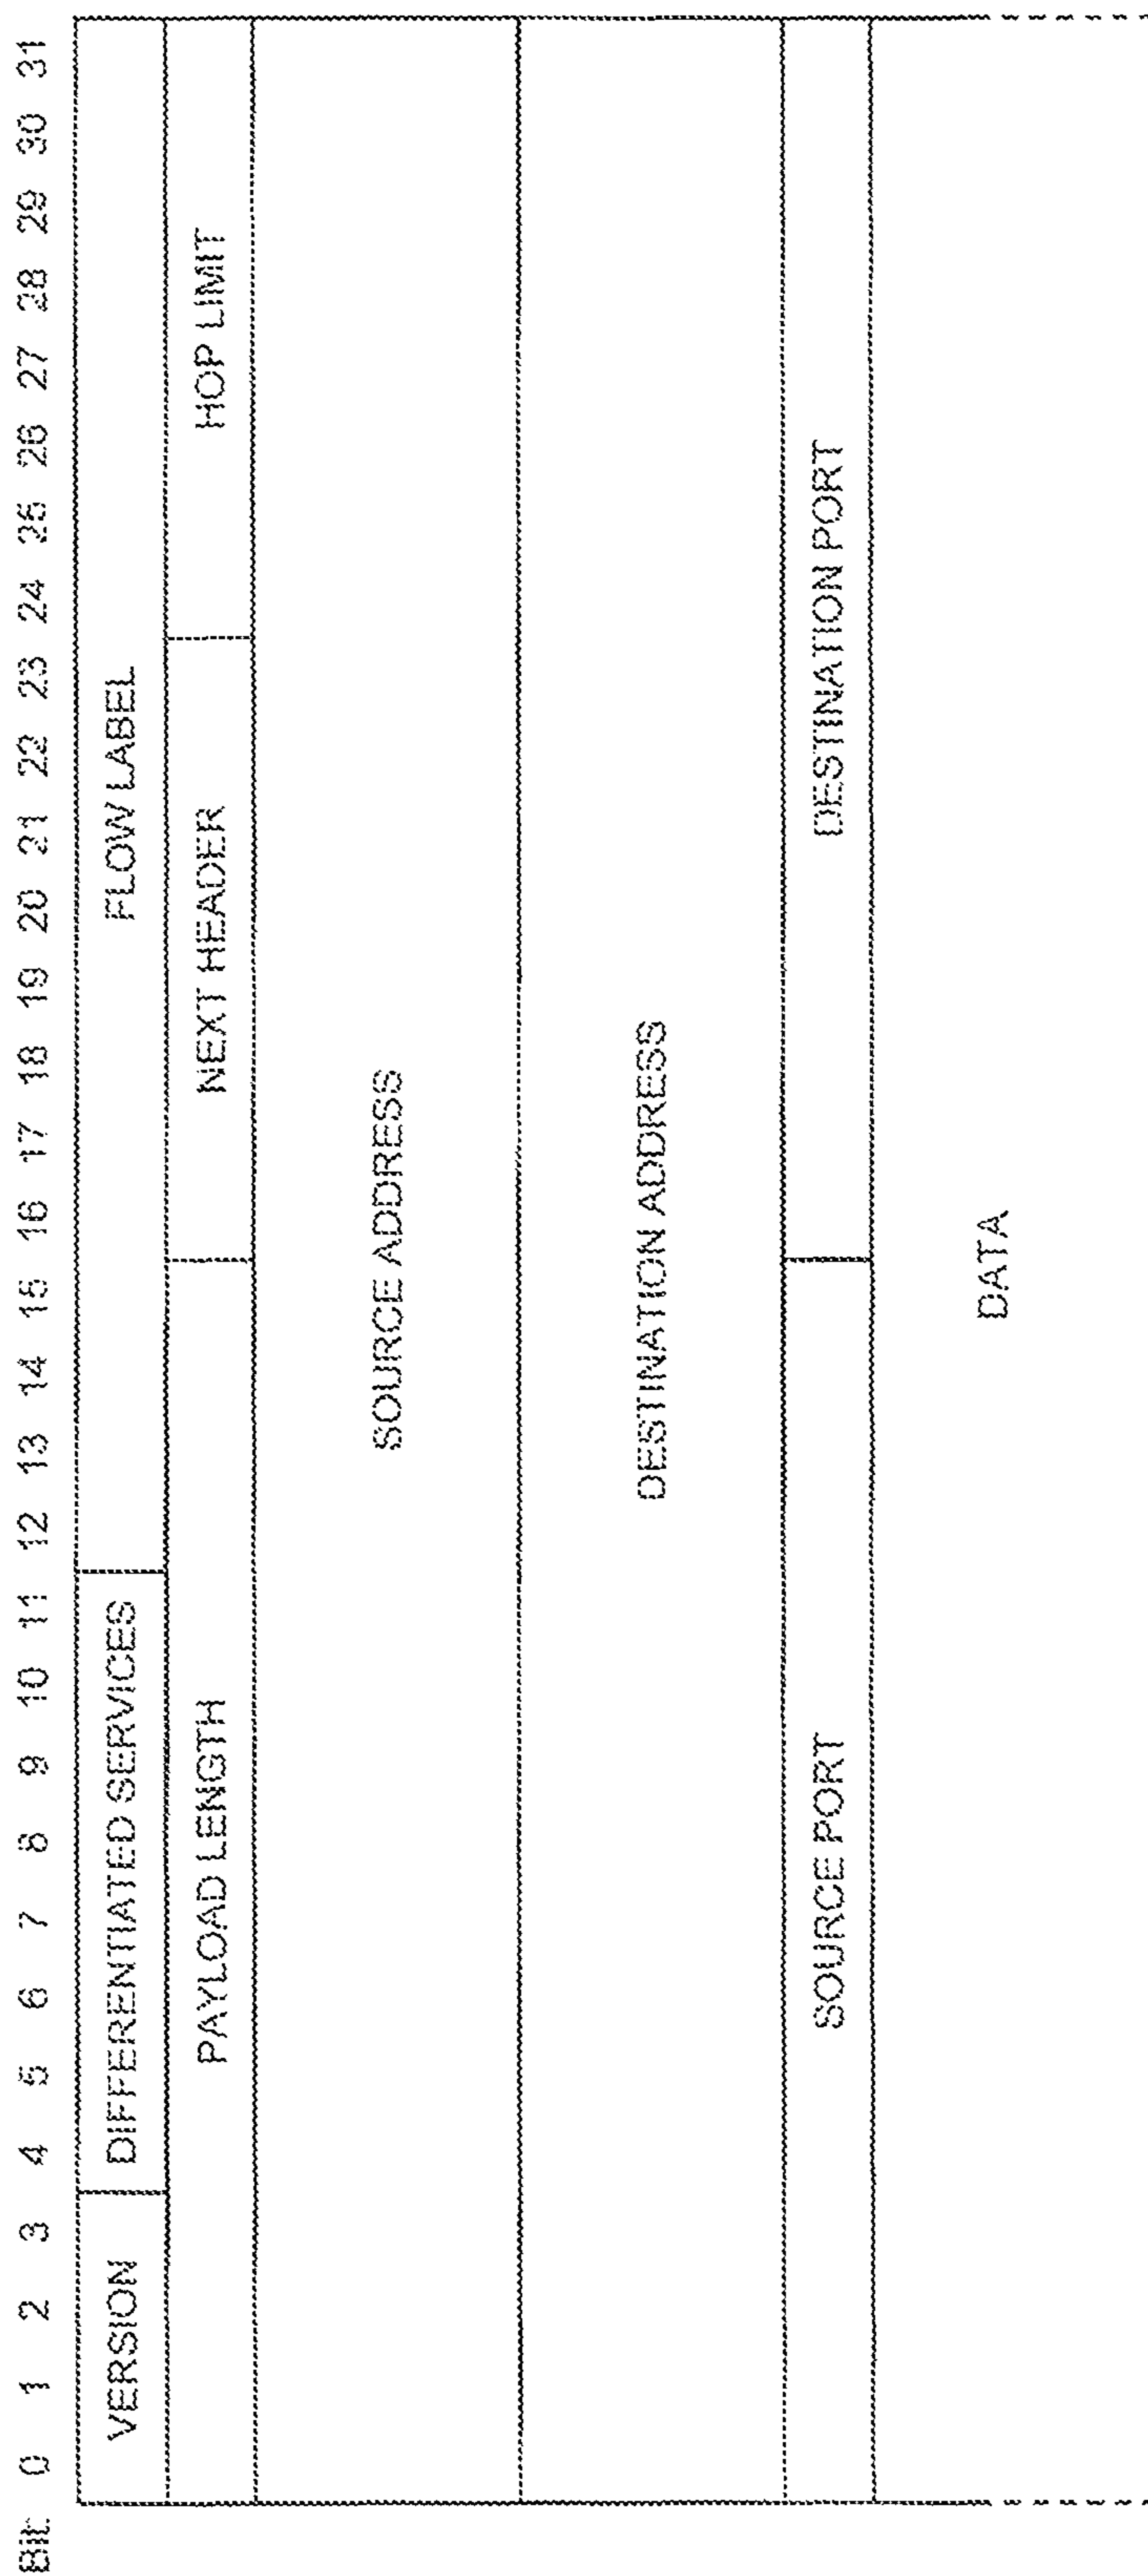 Bit: 0 1 2 3 4 5 6 7 8 9 10 11 12 13 14 15 16 17 18 19 20 21 22 23 24 25 26 27 28 29 30 31
VERSION DIFFERENTIATED SERVICES FLOW LABEL
PAYLOAD LENGTH NEXT HEADER HOP LIMIT
SOURCE ADDRESS
DESTINATION ADDRESS
SOURCE PORT DESTINATION PORT
DATA